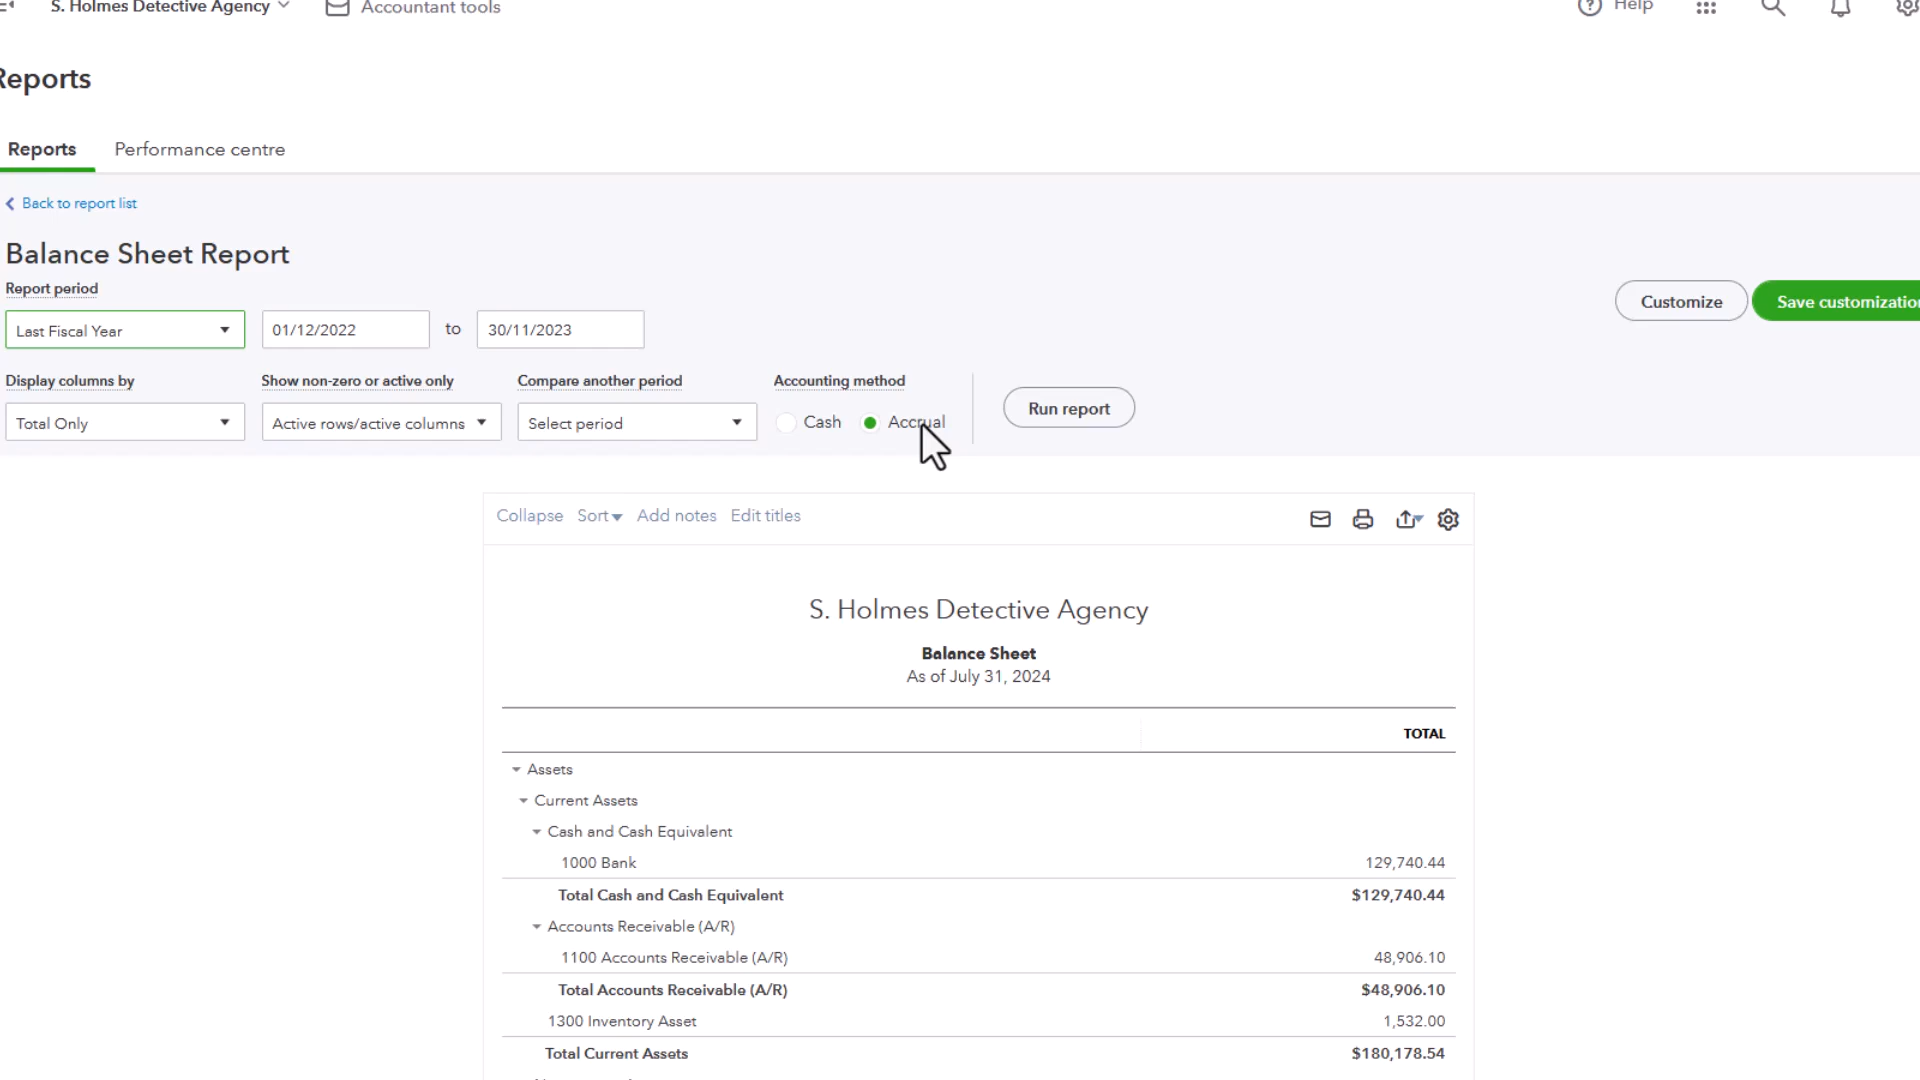 S. Holmes Detective Agency
Accountant tools
Help
Reports
Reports
Performance centre
Back to report list
Balance Sheet Report
Report period
Customize
Save customization
Last Fiscal Year
01/12/2022
to
30/11/2023
Display columns by
Show non-zero or active only
Compare another period
Accounting method
Total Only
Active rows/active columns
Select period
Cash
Accrual
Run report
Collapse
Sort
Add notes
Edit titles
S. Holmes Detective Agency
Balance Sheet
As of July 31, 2024
TOTAL
Assets
Current Assets
Cash and Cash Equivalent
1000 Bank 129,740.44
Total Cash and Cash Equivalent $129,740.44
Accounts Receivable (A/R)
1100 Accounts Receivable (A/R) 48,906.10
Total Accounts Receivable (A/R) $48,906.10
1300 Inventory Asset 1,532.00
Total Current Assets $180,178.54